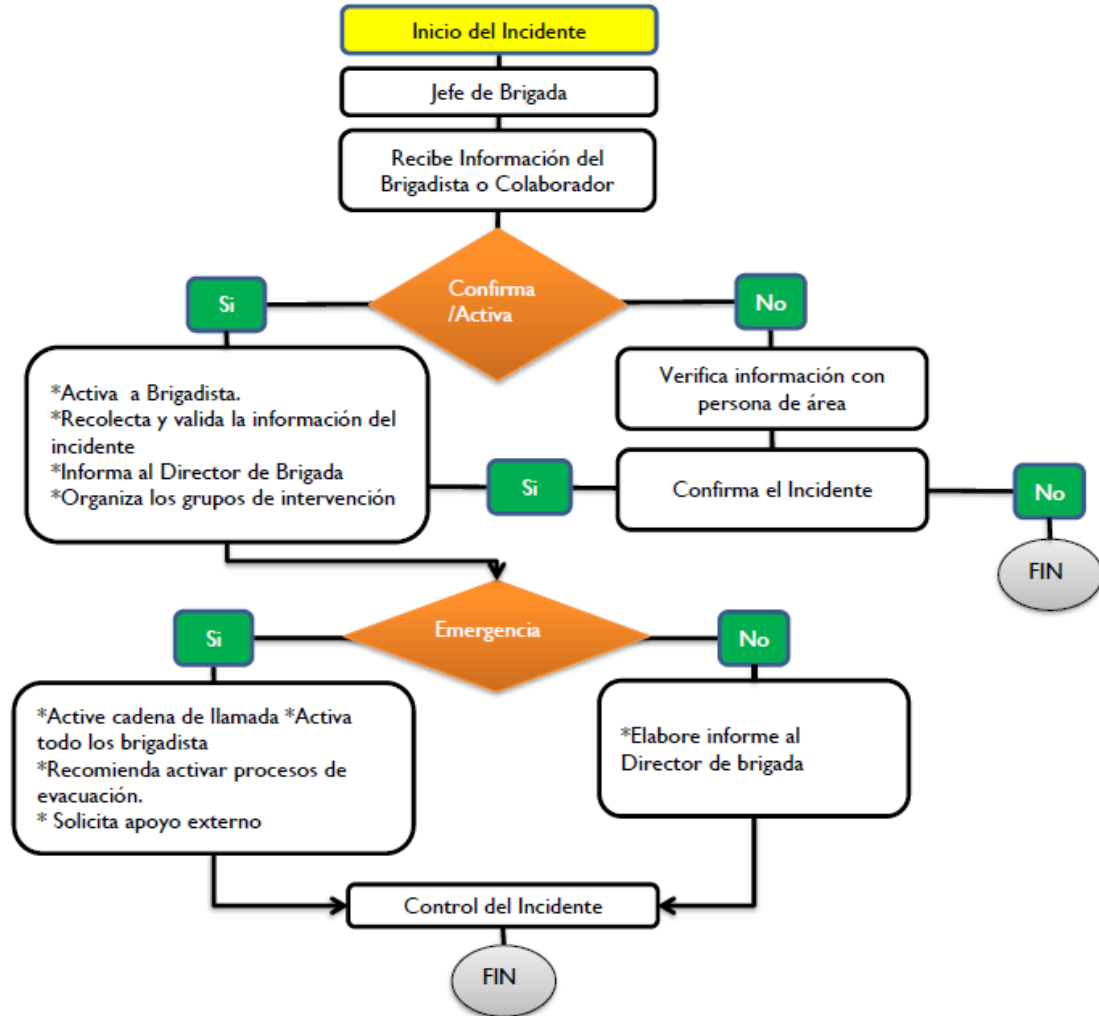 Inicio del Incidente
Jefe de Brigada
Recibe Información del
Brigadista o Colaborador
Confirma
/Activa
Si
No
*Activa a Brigadista.
*Recolecta y valida la información del
incidente
*Informa al Director de Brigada
*Organiza los grupos de intervención
Verifica información con
persona de área
Si
Confirma el Incidente
No
FIN
Emergencia
Si
No
*Active cadena de llamada *Activa
todo los brigadista
*Recomienda activar procesos de
evacuación.
* Solicita apoyo externo
*Elabore informe al
Director de brigada
Control del Incidente
FIN